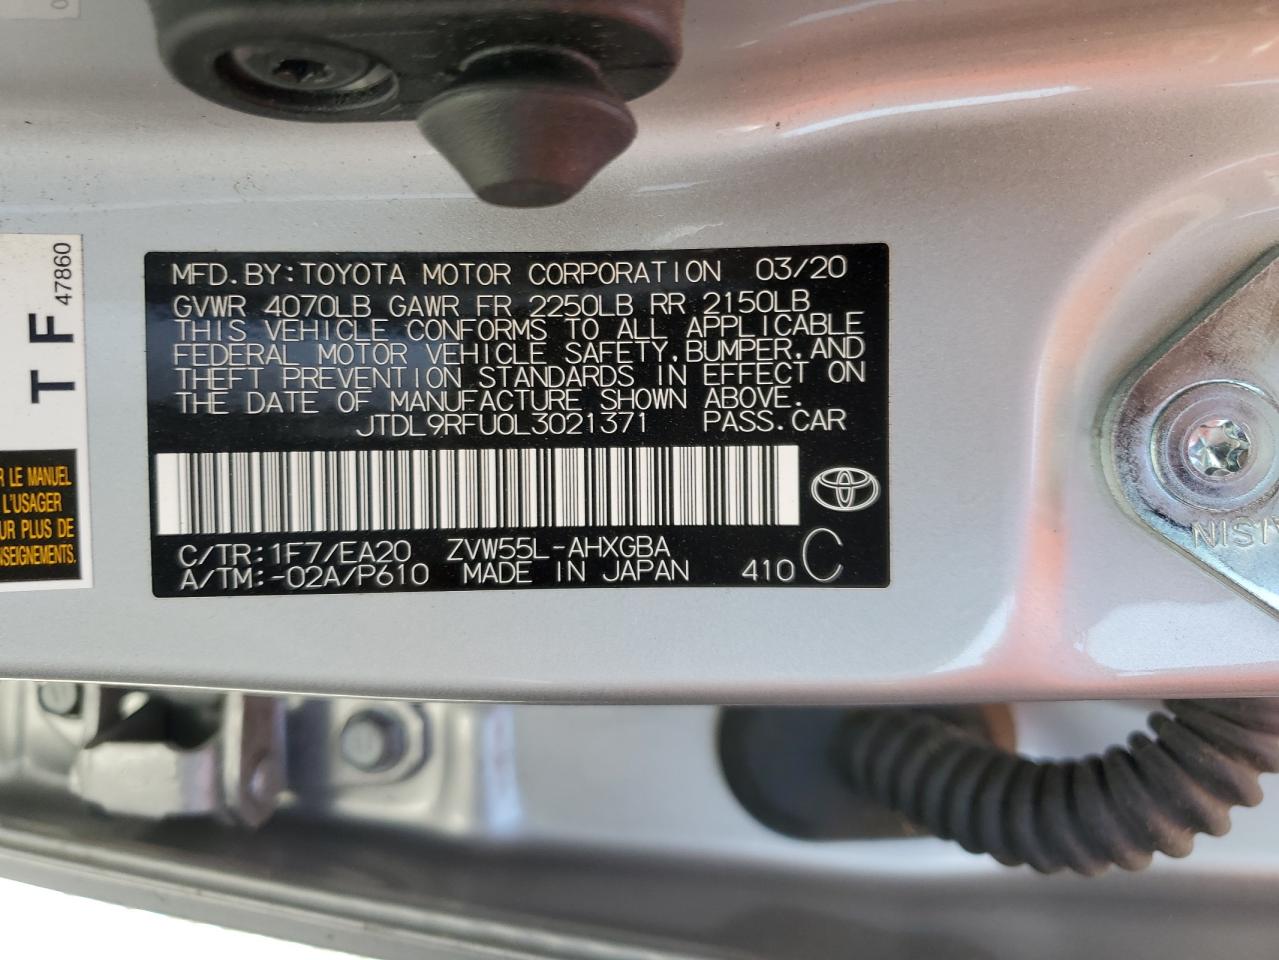 MFD.BY:TOYOTA MOTOR CORPORATION 03/20
GVWR 4070LB GAWR FR 2250LB RR 2150LB
THIS VEHICLE CONFORMS TO ALL APPLICABLE
FEDERAL MOTOR VEHICLE SAFETY,BUMPER,AND
THEFT PREVENTION STANDARDS IN EFFECT ON
THE DATE OF MANUFACTURE SHOWN ABOVE.
JTDL9RFU0L3021371 PASS.CAR
C/TR:1F7/EA20 ZVW55L-AHXGBA
A/TM:-02A/P610 MADE IN JAPAN 410 C
TF 47860
R LE MANUEL
L'USAGER
UR PLUS DE
SEIGNEMENTS.